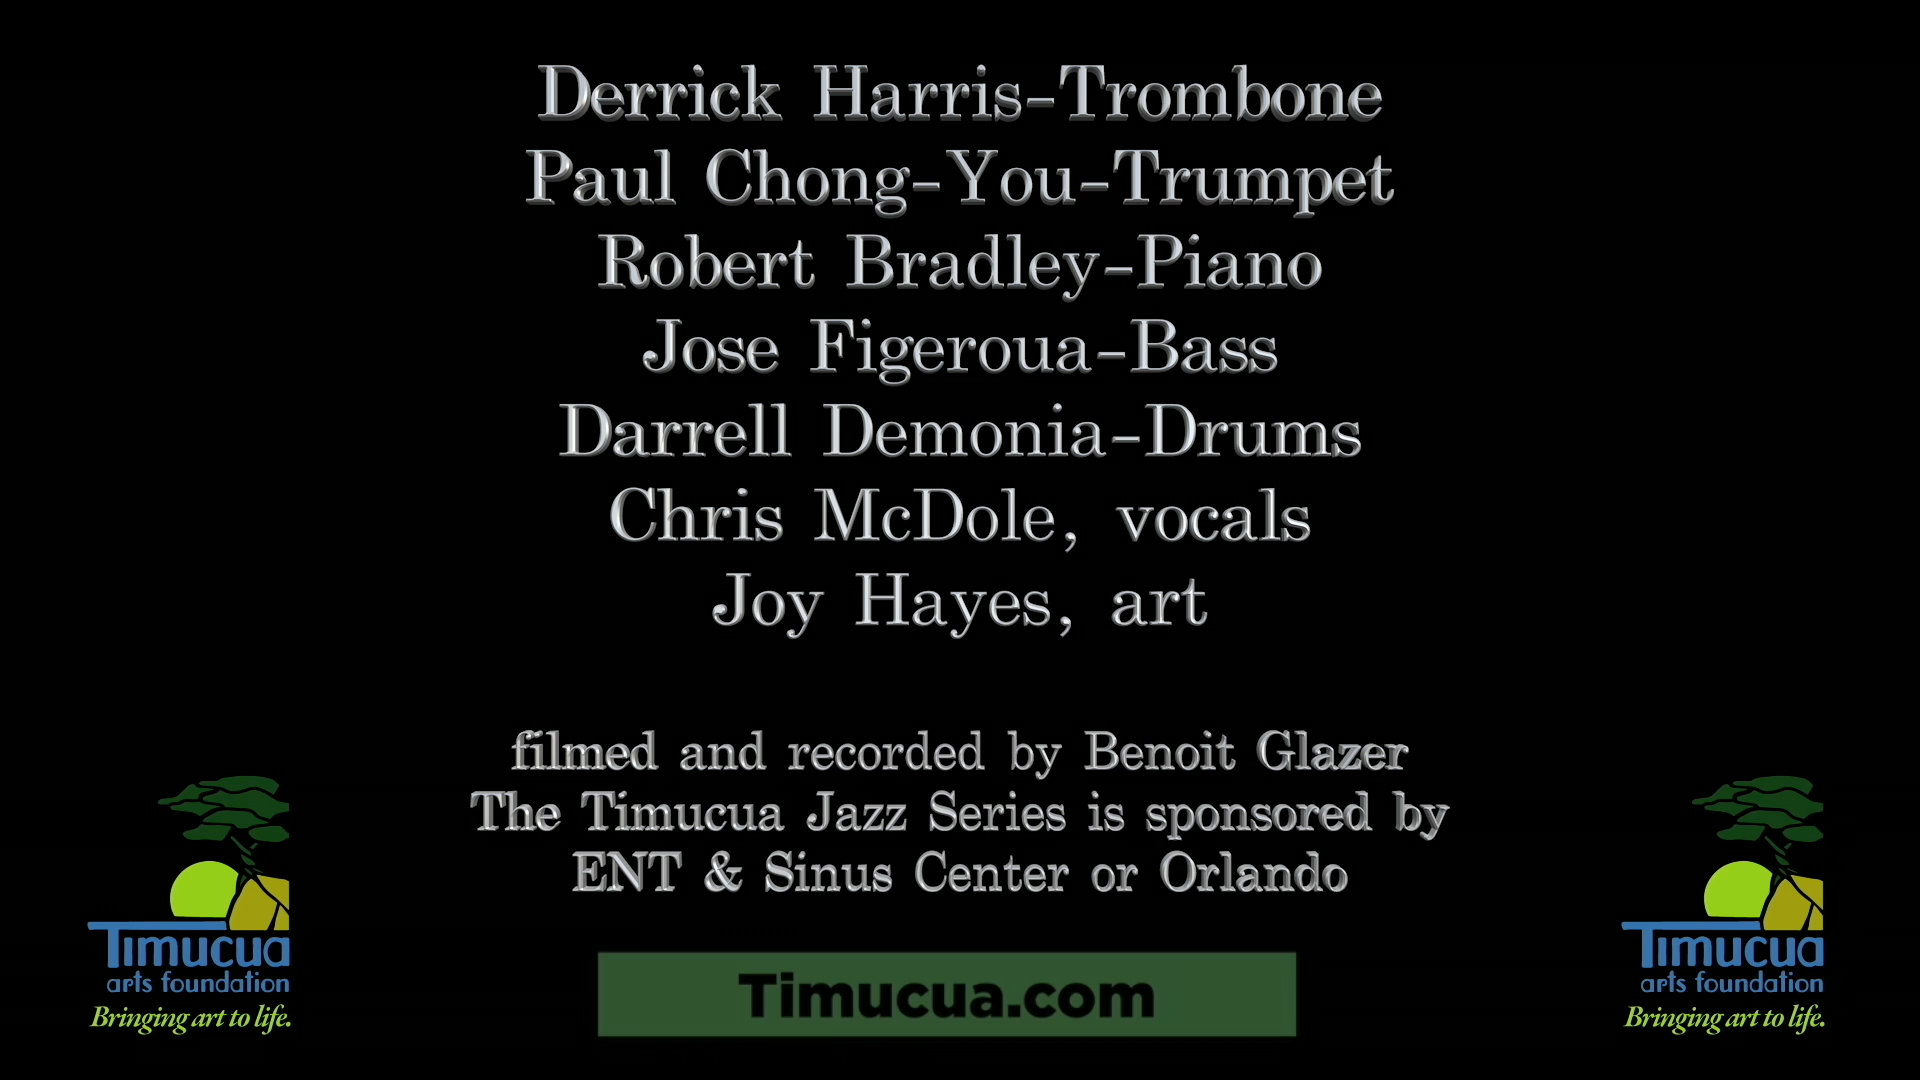 Derrick Harris-Trombone
Paul Chong-You-Trumpet
Robert Bradley-Piano
Jose Figeroua-Bass
Darrell Demonia-Drums
Chris McDole, vocals
Joy Hayes, art
filmed and recorded by Benoit Glazer
The Timucua Jazz Series is sponsored by
ENT & Sinus Center or Orlando
Timucua
arts foundation
Bringing art to life.
Timucua.com
Timucua
arts foundation
Bringing art to life.